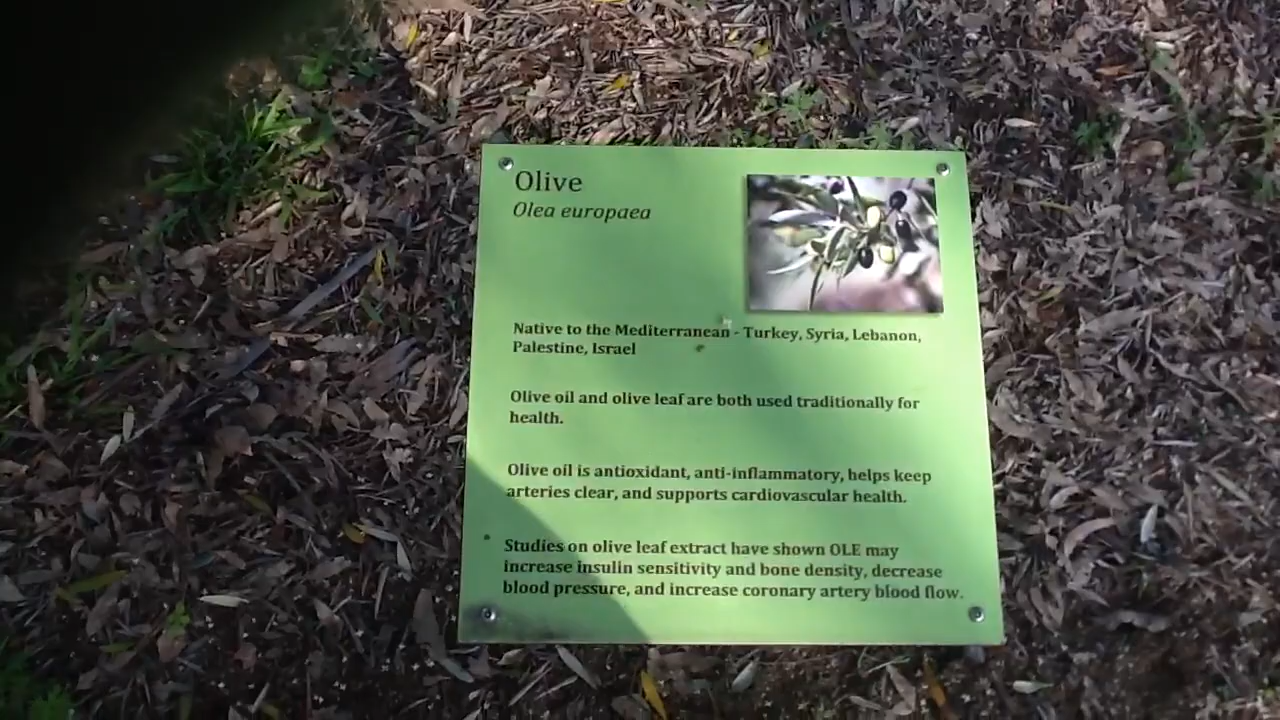 Olive
Olea europaea
Native to the Mediterranean - Turkey, Syria, Lebanon,
Palestine, Israel
Olive oil and olive leaf are both used traditionally for
health.
Olive oil is antioxidant, anti-inflammatory, helps keep
arteries clear, and supports cardiovascular health.
Studies on olive leaf extract have shown OLE may
increase insulin sensitivity and bone density, decrease
blood pressure, and increase coronary artery blood flow.